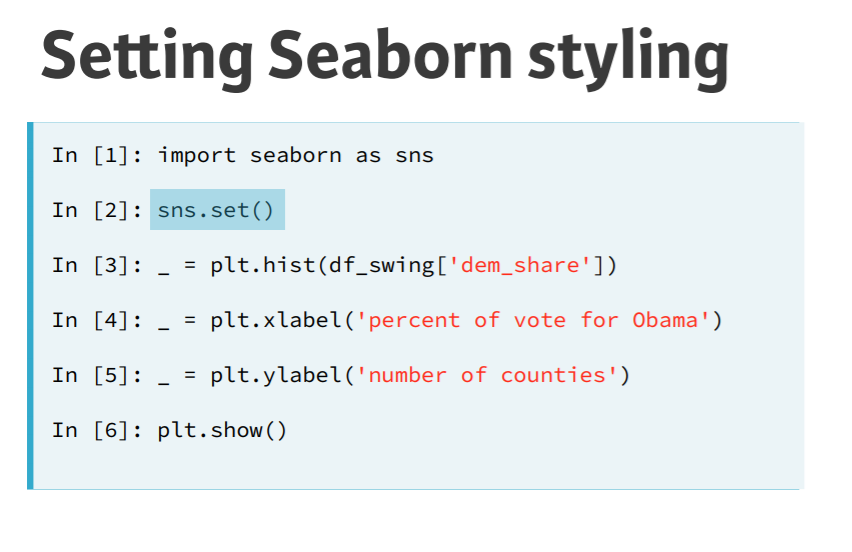 Setting Seaborn styling
In [1]: import seaborn as sns
In [2]: sns.set()
In [3]: _ = plt.hist(df_swing['dem_share'])
In [4]: _ = plt.xlabel('percent of vote for Obama')
In [5]: _ = plt.ylabel('number of counties')
In [6]: plt.show()